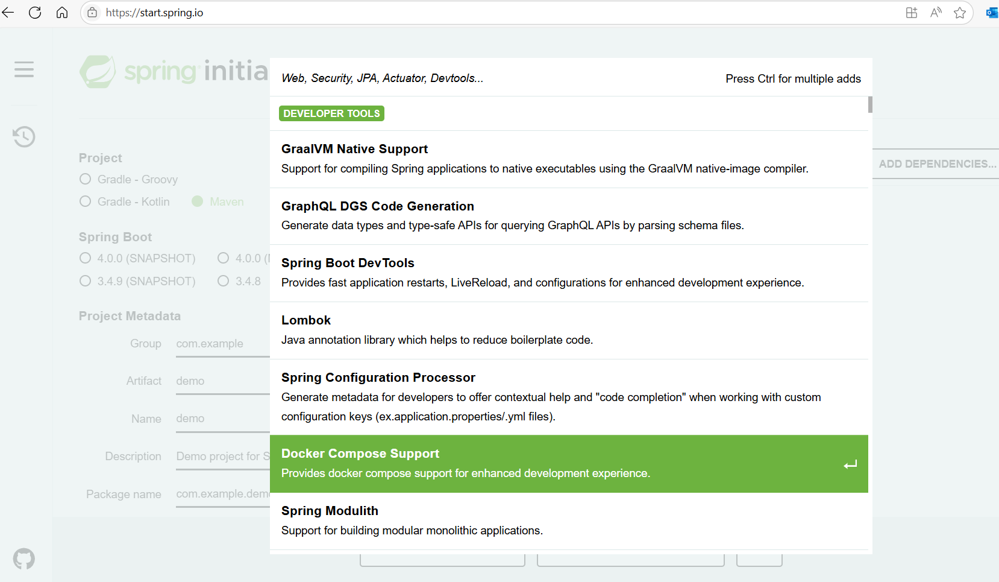 https://start.spring.io
spring initia
Web, Security, JPA, Actuator, Devtools...
Press Ctrl for multiple adds
DEVELOPER TOOLS
GraalVM Native Support
Support for compiling Spring applications to native executables using the GraalVM native-image compiler.
GraphQL DGS Code Generation
Generate data types and type-safe APIs for querying GraphQL APIs by parsing schema files.
Spring Boot DevTools
Provides fast application restarts, LiveReload, and configurations for enhanced development experience.
Lombok
Java annotation library which helps to reduce boilerplate code.
Spring Configuration Processor
Generate metadata for developers to offer contextual help and "code completion" when working with custom
configuration keys (ex.application.properties/.yml files).
Docker Compose Support
Provides docker compose support for enhanced development experience.
Spring Modulith
Support for building modular monolithic applications.
Project
Gradle - Groovy
Gradle - Kotlin Maven
Spring Boot
4.0.0 (SNAPSHOT) 4.0.0 (
3.4.9 (SNAPSHOT) 3.4.8
Project Metadata
Group com.example
Artifact demo
Name demo
Description Demo project for S
Package name com.example.demo
ADD DEPENDENCIES...